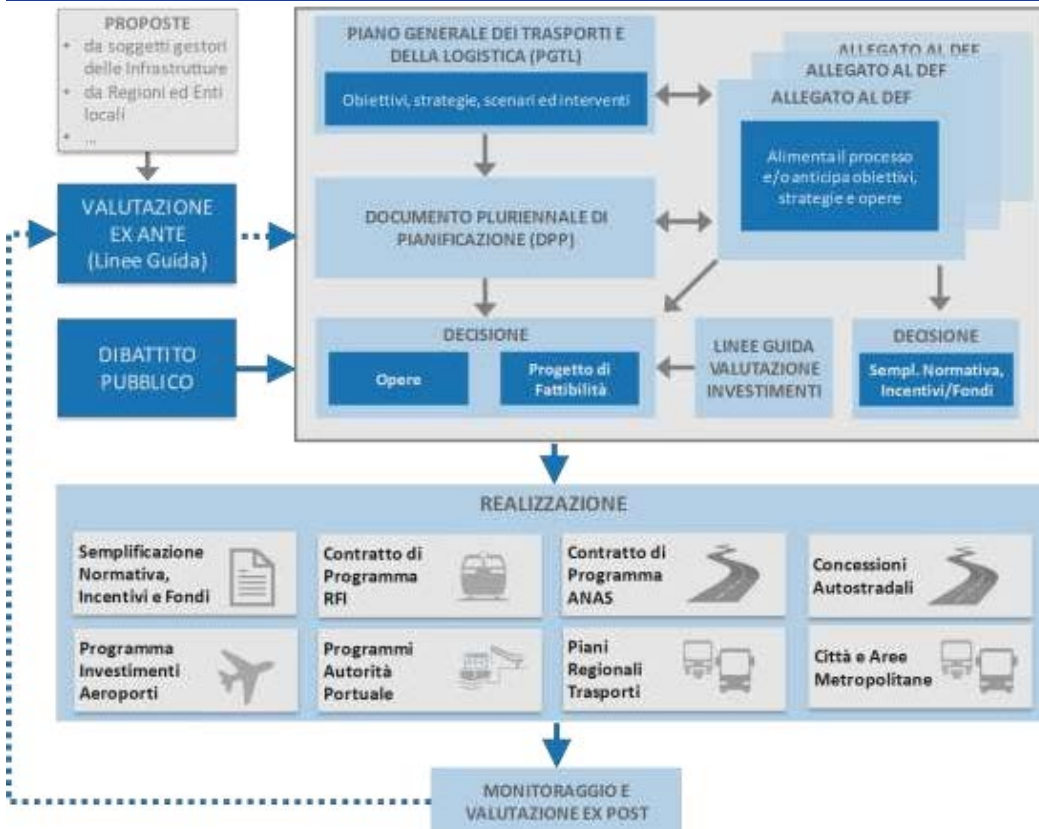 PROPOSTE
• da soggetti gestori
delle Infrastrutture
• da Regioni ed Enti
locali
• ...
VALUTAZIONE
EX ANTE
(Linee Guida)
DIBATTITO
PUBBLICO
PIANO GENERALE DEI TRASPORTI E
DELLA LOGISTICA (PGTL)
Obiettivi, strategie, scenari ed interventi
ALLEGATO AL DEF
ALLEGATO AL DEF
ALLEGATO AL DEF
Alimenta il processo
e/o anticipa obiettivi,
strategie e opere
DOCUMENTO PLURIENNALE DI
PIANIFICAZIONE (DPP)
DECISIONE
Opere
Progetto di
Fattibilità
LINEE GUIDA
VALUTAZIONE
INVESTIMENTI
DECISIONE
Sempl. Normativa,
Incentivi/Fondi
REALIZZAZIONE
Semplificazione
Normativa,
Incentivi e Fondi
Contratto di
Programma
RFI
Contratto di
Programma
ANAS
Concessioni
Autostradali
Programma
Investimenti
Aeroporti
Programmi
Autorità
Portuale
Piani
Regionali
Trasporti
Città e Aree
Metropolitane
MONITORAGGIO E
VALUTAZIONE EX POST